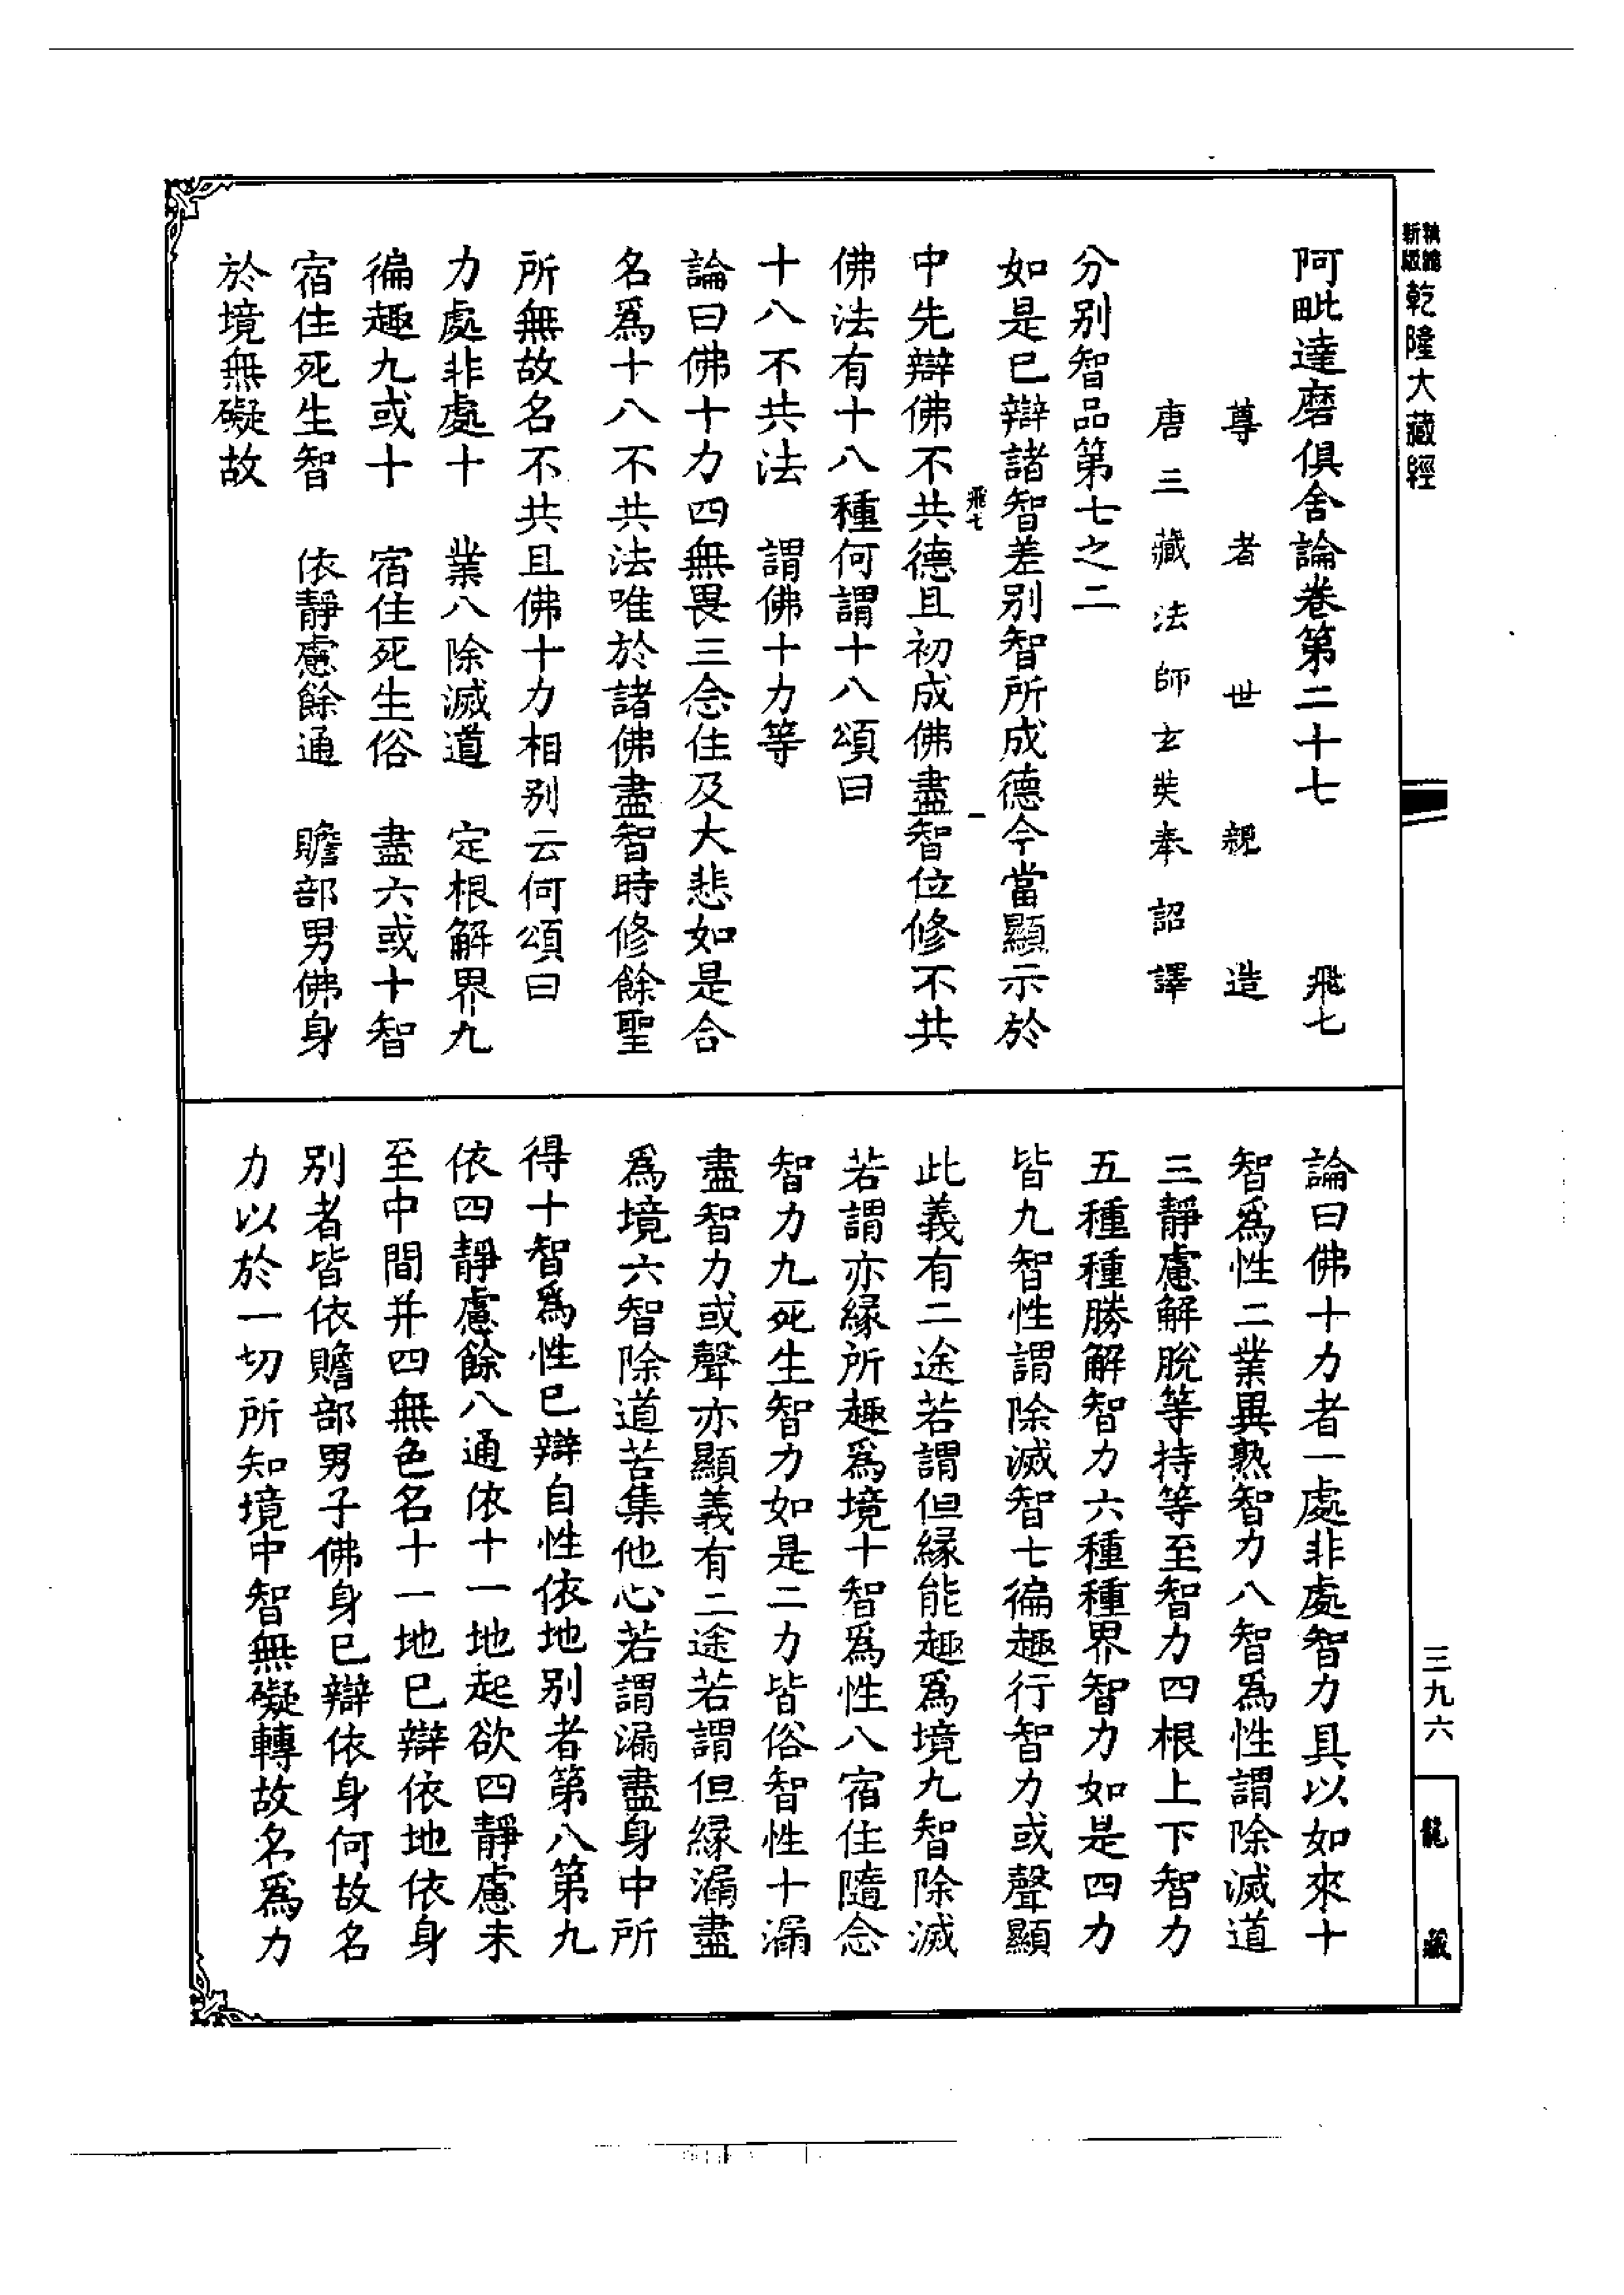 新版
乾隆大藏經
阿毗達磨俱舍論卷第二十七　飛七
尊者世親造
唐三藏法師玄奘奉詔譯
分别智品第七之二
如是已辯諸智差别智所成德今當顯示於
飛七　一
中先辯佛不共德且初成佛盡智位修不共
佛法有十八種何謂十八頌曰
十八不共法　謂佛十力等
論曰佛十力四無畏三念住及大悲如是合
名爲十八不共法唯於諸佛盡智時修餘聖
所無故名不共且佛十力相别云何頌曰
力處非處十　業八除滅道　定根解界九
徧趣九或十　宿住死生俗　盡六或十智
宿住死生智　依靜慮餘通　贍部男佛身
於境無礙故
論曰佛十力者一處非處智力具以如來十
智爲性二業異熟智力八智爲性謂除滅道
三靜慮解脫等持等至智力四根上下智力
五種種勝解智力六種種界智力如是四力
皆九智性謂除滅智七徧趣行智力或聲顯
此義有二途若謂但緣能趣爲境九智除滅
若謂亦緣所趣爲境十智爲性八宿住隨念
智力九死生智力如是二力皆俗智性十漏
盡智力或聲亦顯義有二途若謂但緣漏盡
爲境六智除道苦集他心若謂漏盡身中所
得十智爲性已辯自性依地别者第八第九
依四靜慮餘八通依十一地起欲四靜慮未
至中間并四無色名十一地已辯依地依身
别者皆依贍部男子佛身已辯依身何故名
力以於一切所知境中智無礙轉故名爲力
三九六
龍藏